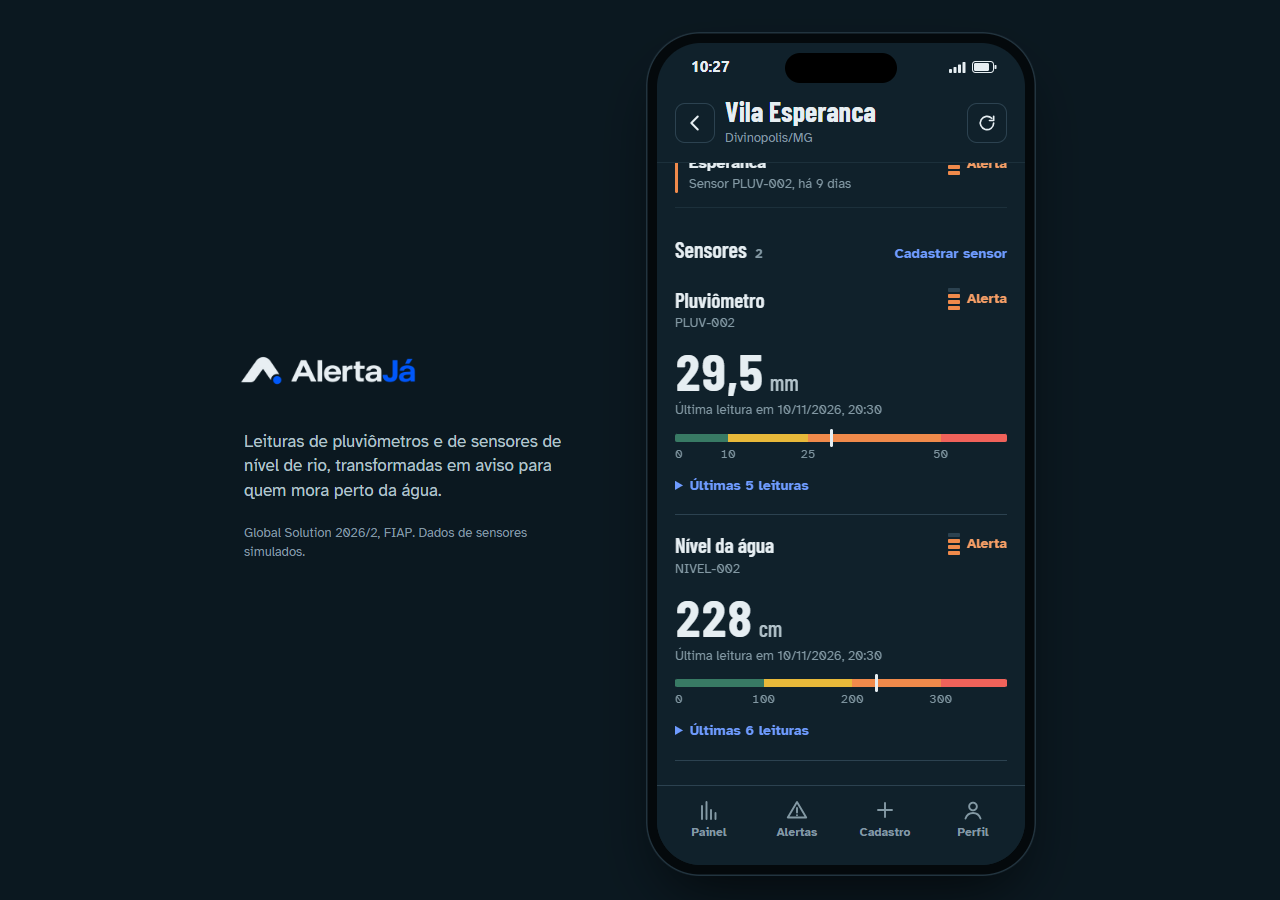 AlertaJá
Leituras de pluviômetros e de sensores de
nível de rio, transformadas em aviso para
quem mora perto da água.
Global Solution 2026/2, FIAP. Dados de sensores
simulados.
10:27
Vila Esperanca
Divinopolis/MG
Esperanca
Alerta
Sensor PLUV-002, há 9 dias
Sensores 2
Cadastrar sensor
Pluviômetro
Alerta
PLUV-002
29,5 mm
Última leitura em 10/11/2026, 20:30
0 10 25 50
Últimas 5 leituras
Nível da água
Alerta
NIVEL-002
228 cm
Última leitura em 10/11/2026, 20:30
0 100 200 300
Últimas 6 leituras
Painel Alertas Cadastro Perfil